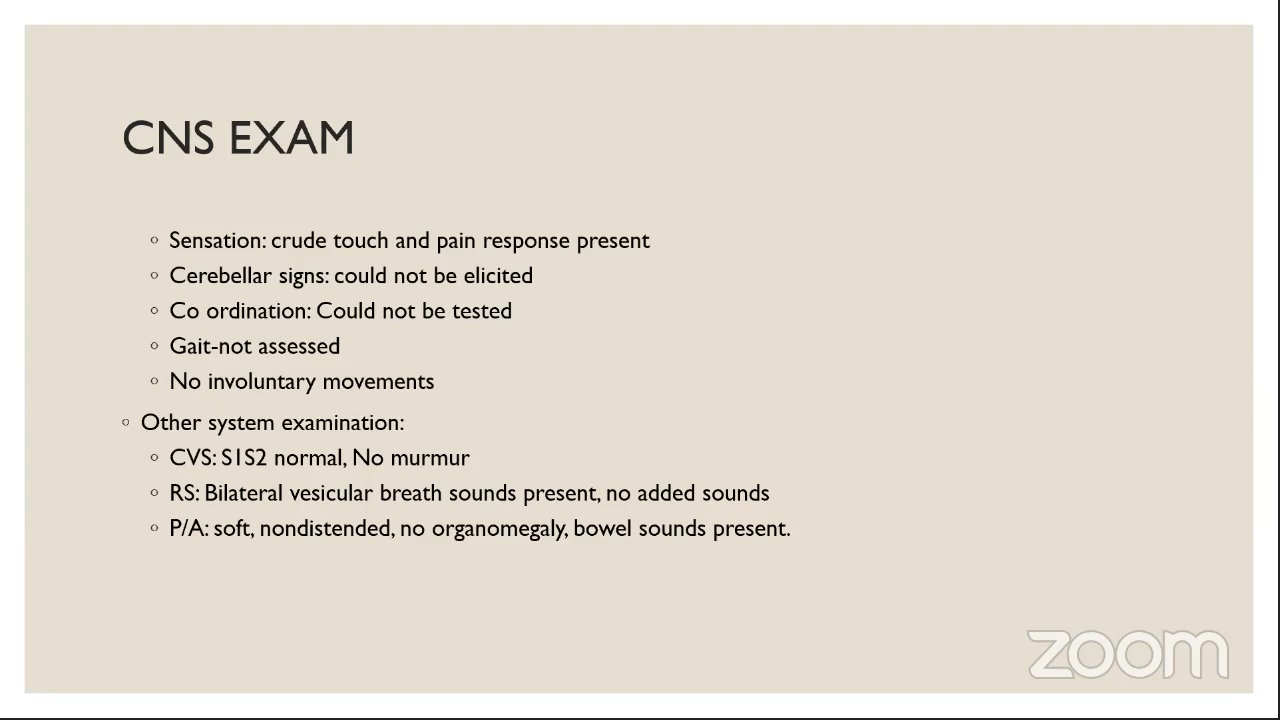 CNS EXAM
Sensation: crude touch and pain response present
Cerebellar signs: could not be elicited
Co ordination: Could not be tested
Gait-not assessed
No involuntary movements
Other system examination:
CVS: S1S2 normal, No murmur
RS: Bilateral vesicular breath sounds present, no added sounds
P/A: soft, nondistended, no organomegaly, bowel sounds present.
zoom